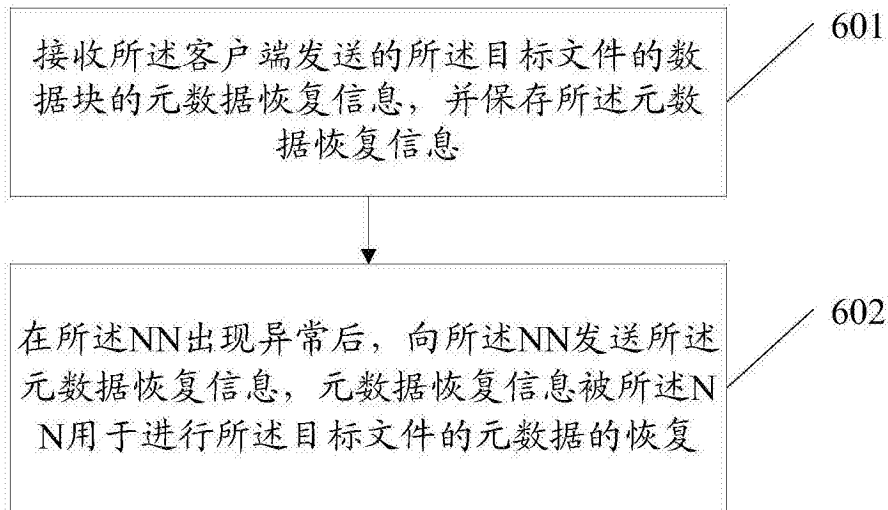 接收所述客户端发送的所述目标文件的数
据块的元数据恢复信息，并保存所述元数
据恢复信息
601
在所述NN出现异常后，向所述NN发送所述
元数据恢复信息，元数据恢复信息被所述N
N用于进行所述目标文件的元数据的恢复
602